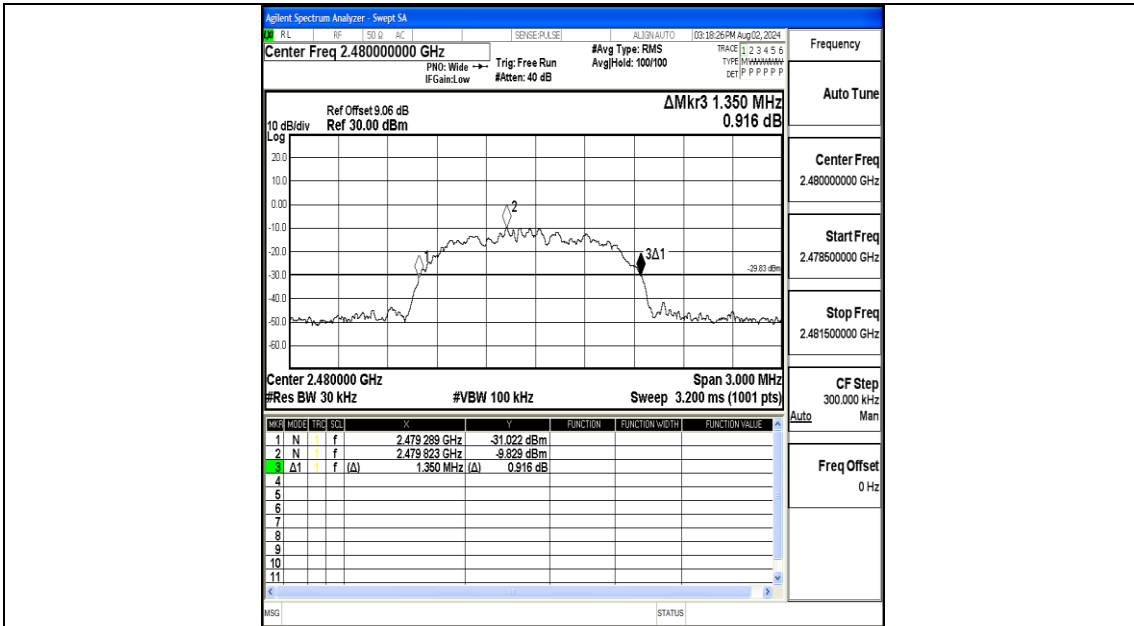 Agilent Spectrum Analyzer - Swept SA
RL RF 50 Ω AC SENSE:PULSE ALIGN AUTO 03:18:26 PM Aug 02, 2024
Center Freq 2.480000000 GHz
PNO: Wide
IFGain:Low
Trig: Free Run
#Atten: 40 dB
#Avg Type: RMS
Avg|Hold: 100/100
TRACE 1 2 3 4 5 6
TYPE MWWWWW
DET P P P P P P
Frequency
Auto Tune
Center Freq
2.480000000 GHz
Start Freq
2.478500000 GHz
Stop Freq
2.481500000 GHz
CF Step
300.000 kHz
Auto Man
Freq Offset
0 Hz
ΔMkr3 1.350 MHz
0.916 dB
Ref Offset 9.06 dB
10 dB/div Ref 30.00 dBm
Log
20.0
10.0
0.00
-10.0
-20.0
-30.0
-40.0
-50.0
-60.0
1
2
3Δ1
-29.83 dBm
Center 2.480000 GHz Span 3.000 MHz
#Res BW 30 kHz #VBW 100 kHz Sweep 3.200 ms (1001 pts)
MKR MODE TRC SCL X Y FUNCTION FUNCTION WIDTH FUNCTION VALUE
1 N 1 f 2.479 289 GHz -31.022 dBm
2 N 1 f 2.479 823 GHz -9.829 dBm
3 Δ1 1 f (Δ) 1.350 MHz (Δ) 0.916 dB
4
5
6
7
8
9
10
11
MSG STATUS